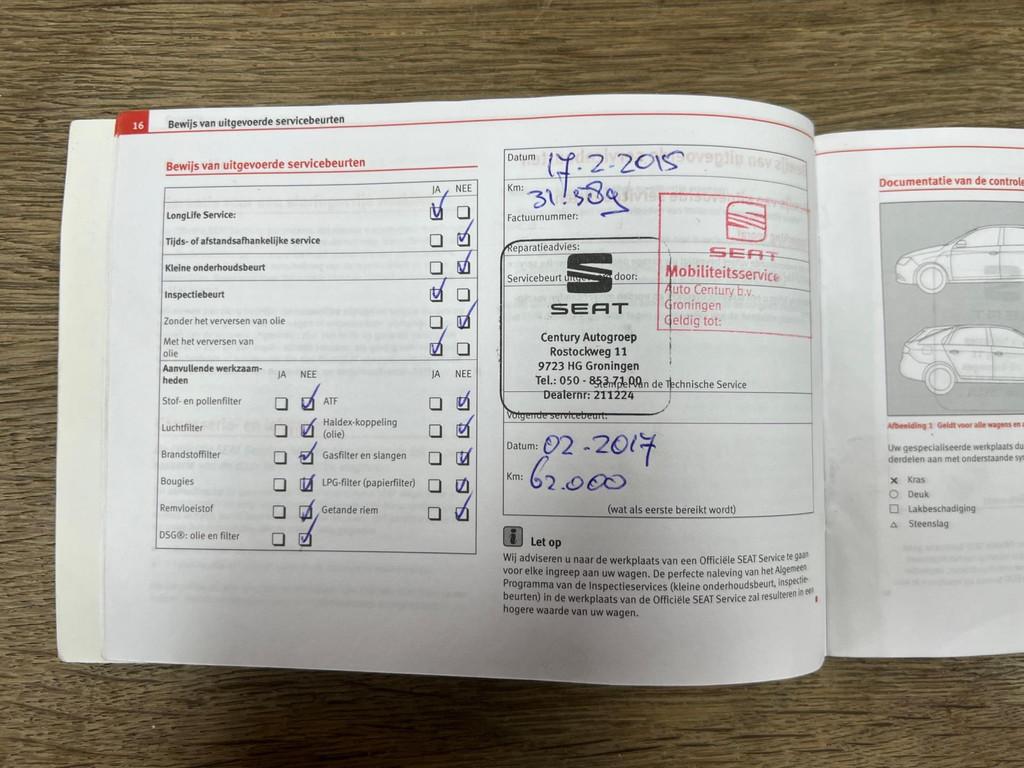 16 Bewijs van uitgevoerde servicebeurten
Bewijs van uitgevoerde servicebeurten
JA NEE
LongLife Service:
Tijds- of afstandsafhankelijke service
Kleine onderhoudsbeurt
Inspectiebeurt
Zonder het verversen van olie
Met het verversen van
olie
Aanvullende werkzaam-
heden
JA NEE JA NEE
Stof- en pollenfilter ATF
Luchtfilter Haldex-koppeling
(olie)
Brandstoffilter Gasfilter en slangen
Bougies LPG-filter (papierfilter)
Remvloeistof Getande riem
DSG®: olie en filter
Datum 17-2-2015
Km: 31.589
Factuurnummer:
Reparatieadvies:
Servicebeurt door:
SEAT
Century Autogroep
Rostockweg 11
9723 HG Groningen
Tel.: 050 - 853 71 00
Dealernr: 211224
SEAT
Mobiliteitsservice
Auto Century b.v.
Groningen
Geldig tot:
Stempel van de Technische Service
Volgende servicebeurt:
Datum: 02-2017
Km: 62.000
(wat als eerste bereikt wordt)
i Let op
Wij adviseren u naar de werkplaats van een Officiële SEAT Service te gaan
voor elke ingreep aan uw wagen. De perfecte naleving van het Algemeen
Programma van de Inspectieservices (kleine onderhoudsbeurt, inspectie-
beurten) in de werkplaats van de Officiële SEAT Service zal resulteren in een
hogere waarde van uw wagen.
Documentatie van de controle
Afbeelding 1 Geldt voor alle wagens en
Uw gespecialiseerde werkplaats
derdelen aan met onderstaande
Kras
Deuk
Lakbeschadiging
Steenslag